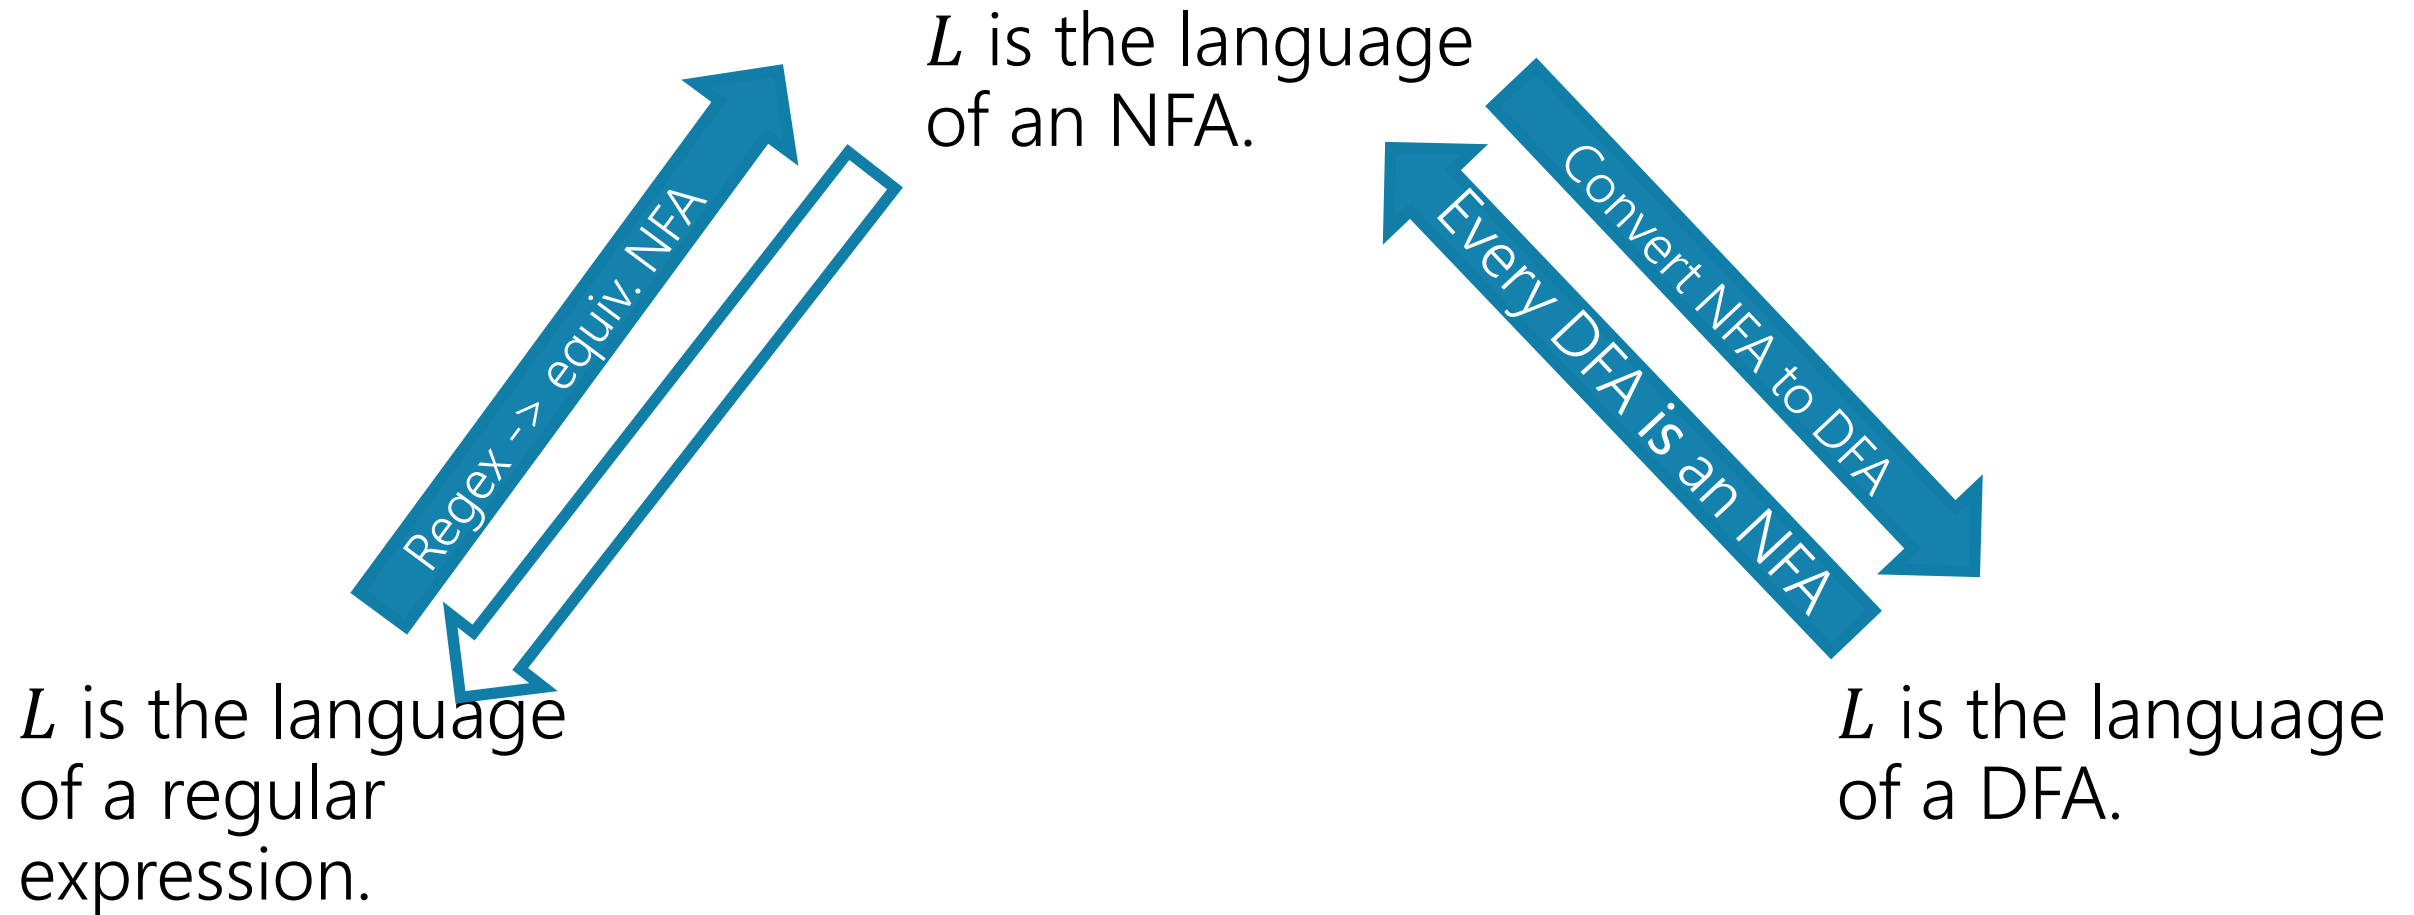 L is the language
of an NFA.
Regex -> equiv. NFA
Convert NFA to DFA
Every DFA is an NFA
L is the language
of a regular
expression.
L is the language
of a DFA.